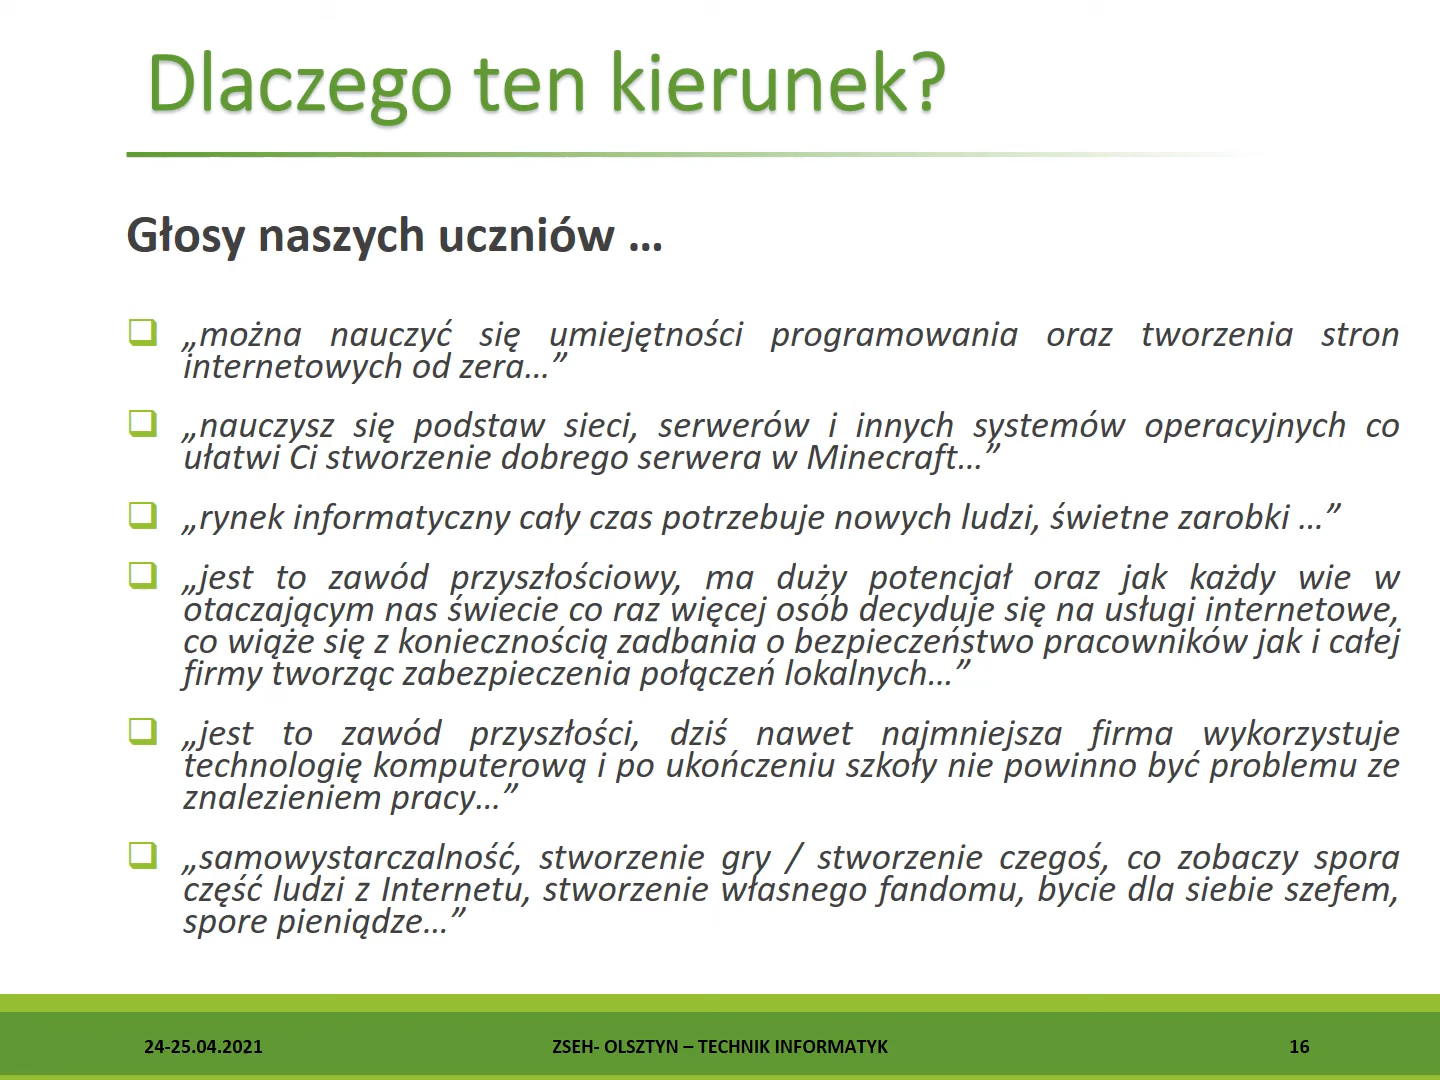 Dlaczego ten kierunek?
Głosy naszych uczniów ...
„można nauczyć się umiejętności programowania oraz tworzenia stron
internetowych od zera...”
„nauczysz się podstaw sieci, serwerów i innych systemów operacyjnych co
ułatwi Ci stworzenie dobrego serwera w Minecraft...”
„rynek informatyczny cały czas potrzebuje nowych ludzi, świetne zarobki ...”
„jest to zawód przyszłościowy, ma duży potencjał oraz jak każdy wie w
otaczającym nas świecie co raz więcej osób decyduje się na usługi internetowe,
co wiąże się z koniecznością zadbania o bezpieczeństwo pracowników jak i całej
firmy tworząc zabezpieczenia połączeń lokalnych...”
„jest to zawód przyszłości, dziś nawet najmniejsza firma wykorzystuje
technologię komputerową i po ukończeniu szkoły nie powinno być problemu ze
znalezieniem pracy...”
„samowystarczalność, stworzenie gry / stworzenie czegoś, co zobaczy spora
część ludzi z Internetu, stworzenie własnego fandomu, bycie dla siebie szefem,
spore pieniądze...”
24-25.04.2021
ZSEH- OLSZTYN – TECHNIK INFORMATYK
16